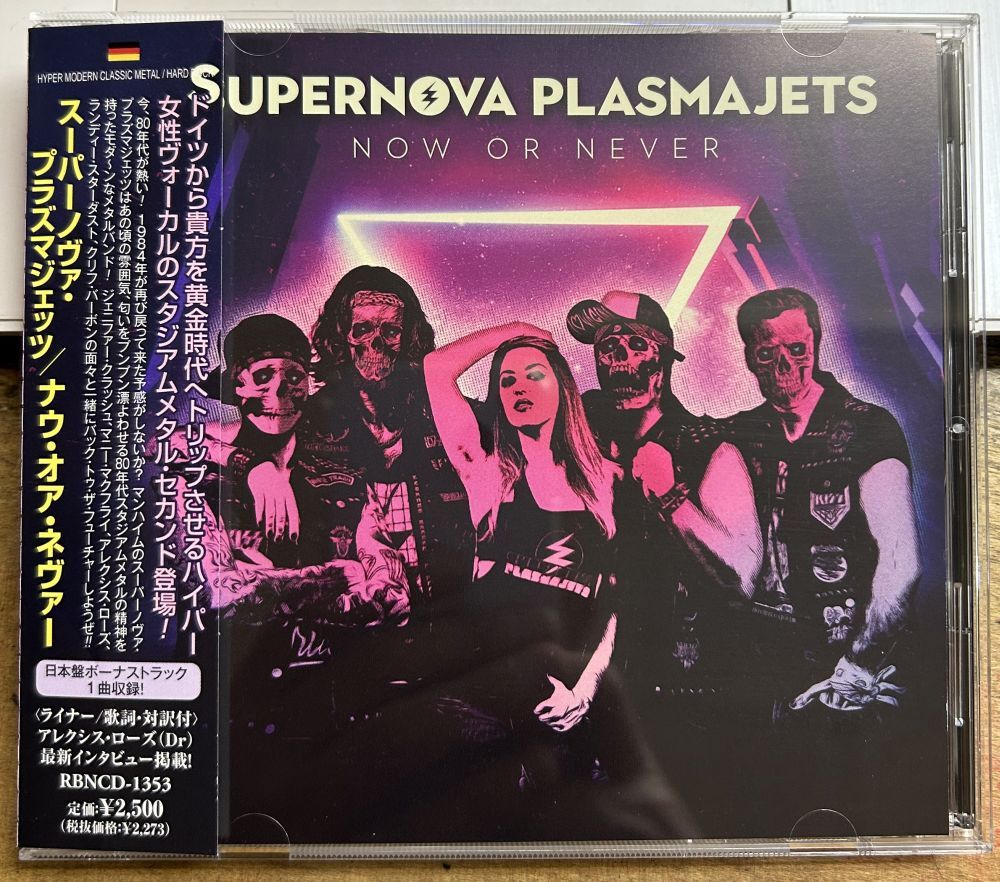 HYPER MODERN CLASSIC METAL / HARD ROCK
ドイツから貴方を黄金時代へトリップさせるハイパー
女性ヴォーカルのスタジアムメタル・セカンド登場!
今、80年代が熱い! 1984年が再び戻って来た予感がしないか? マンハイムのスーパーノヴァ・
プラズマジェッツはあの頃の雰囲気、匂いをプンプン漂よわせる80年代スタジアムメタルの精神を
持ったモダ〜ンなメタルバンド! ジェニファー・クラッシュ、マニー・マクフライ、アレクシス・ローズ、
ランディー・スターダスト、クリフ・バーボンの面々と一緒にバック・トゥ・ザ・フューチャーしようぜ!!
スーパーノヴァ・
プラズマジェッツ/ナウ・オア・ネヴァー
日本盤ボーナストラック
1曲収録!
〈ライナー/歌詞・対訳付〉
アレクシス・ローズ(Dr)
最新インタビュー掲載!
RBNCD-1353
定価:¥2,500
(税抜価格:¥2,273)
SUPERNOVA PLASMAJETS
NOW OR NEVER
KISS
PLASMAJETS